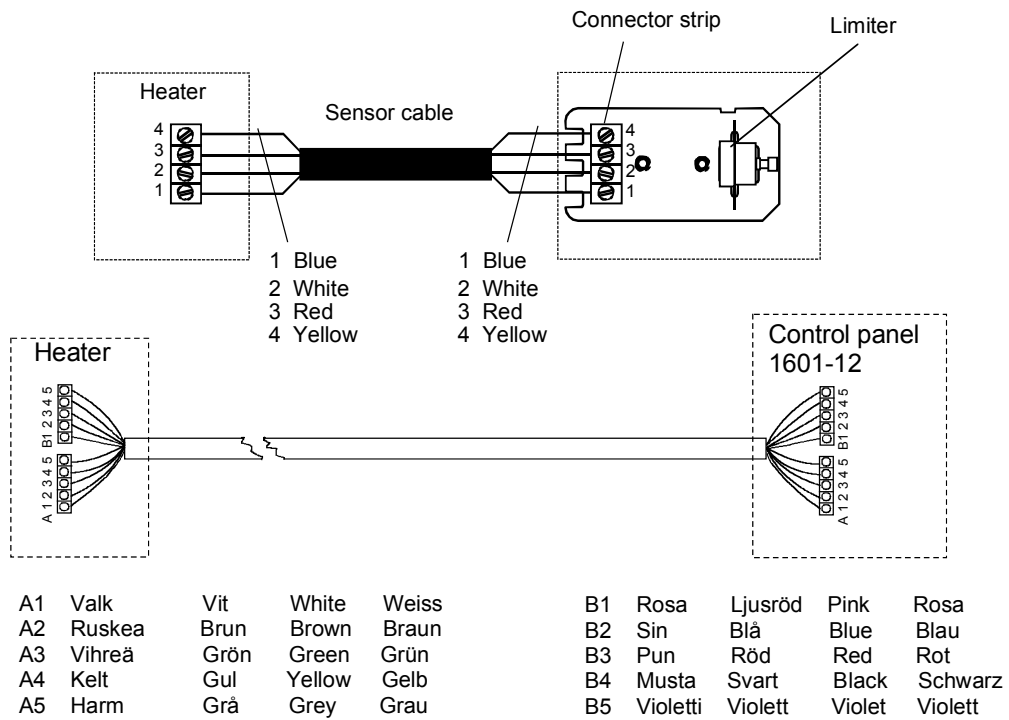 Connector strip
Limiter
Heater
Sensor cable
4
3
2
1
4
3
2
1
1 Blue
2 White
3 Red
4 Yellow
1 Blue
2 White
3 Red
4 Yellow
Heater
Control panel
1601-12
B1 2 3 4 5
A 1 2 3 4 5
B1 2 3 4 5
A 1 2 3 4 5
A1 Valk Vit White Weiss
A2 Ruskea Brun Brown Braun
A3 Vihreä Grön Green Grün
A4 Kelt Gul Yellow Gelb
A5 Harm Grå Grey Grau
B1 Rosa Ljusröd Pink Rosa
B2 Sin Blå Blue Blau
B3 Pun Röd Red Rot
B4 Musta Svart Black Schwarz
B5 Violetti Violett Violet Violett